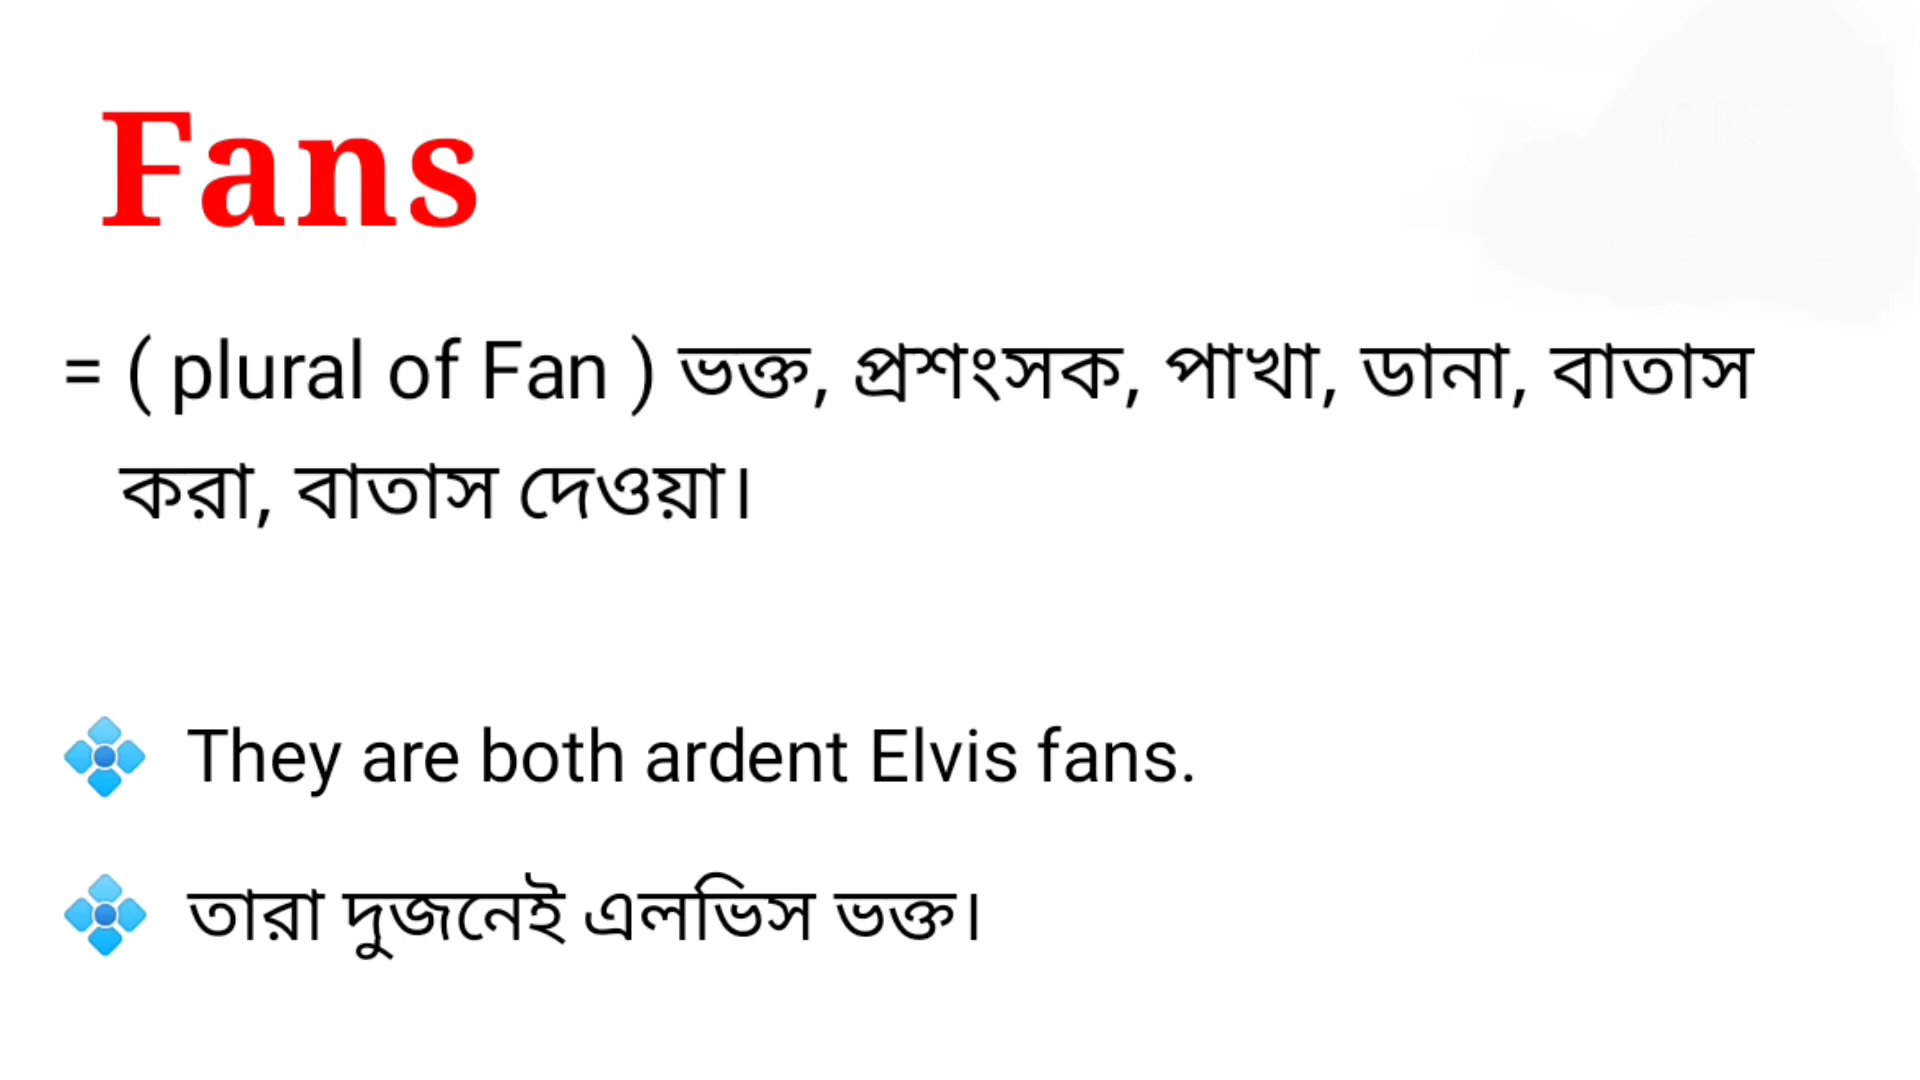 Fans
= ( plural of Fan ) ভক্ত, প্রশংসক, পাখা, ডানা, বাতাস
করা, বাতাস দেওয়া।
They are both ardent Elvis fans.
তারা দুজনেই এলভিস ভক্ত।